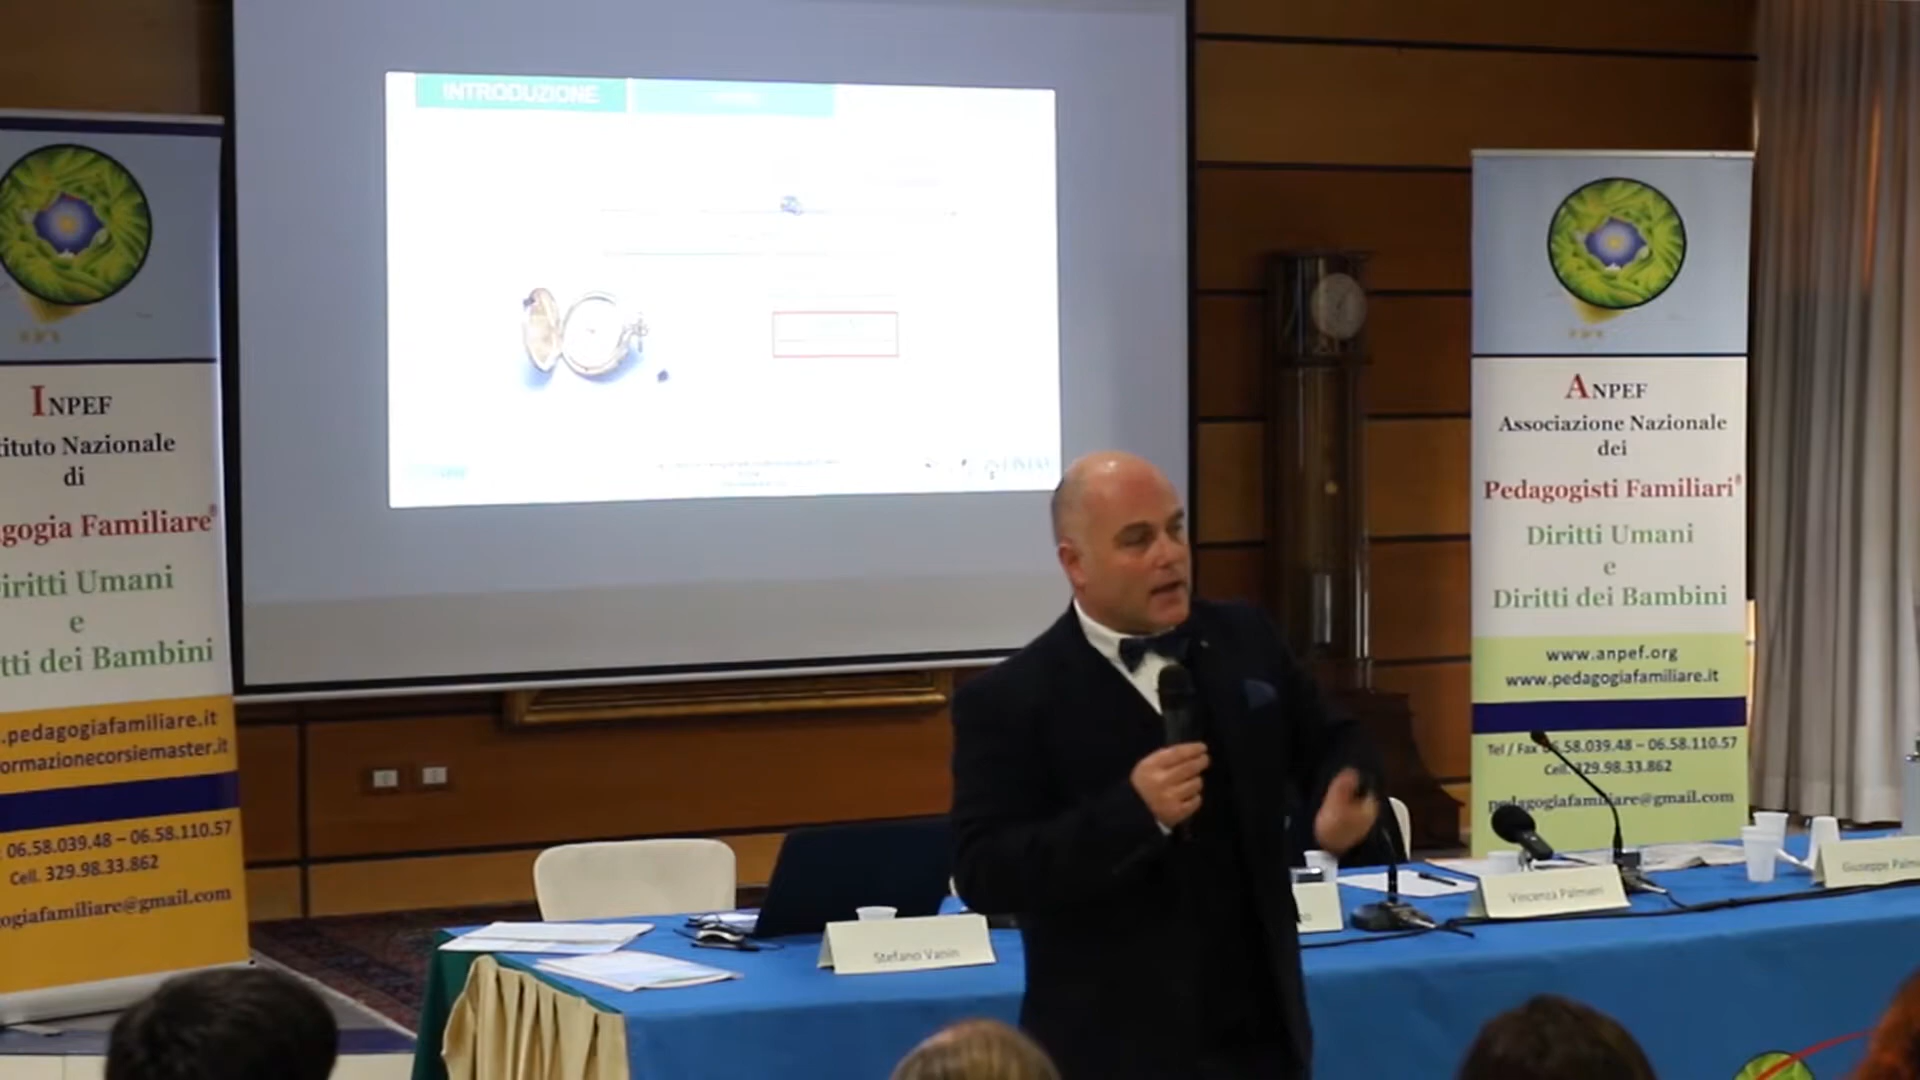 INTRODUZIONE
INPEF
tituto Nazionale
di
gogia Familiare®
iritti Umani
e
tti dei Bambini
.pedagogiafamiliare.it
ormazionecorsiemaster.it
06.58.039.48 – 06.58.110.57
Cell. 329.98.33.862
ogiafamiliare@gmail.com
ANPEF
Associazione Nazionale
dei
Pedagogisti Familiari®
Diritti Umani
e
Diritti dei Bambini
www.anpef.org
www.pedagogiafamiliare.it
Tel / Fax 06.58.039.48 – 06.58.110.57
Cell. 329.98.33.862
pedagogiafamiliare@gmail.com
Stefano Vanin
Vincenza Palmieri
Giuseppe Palm